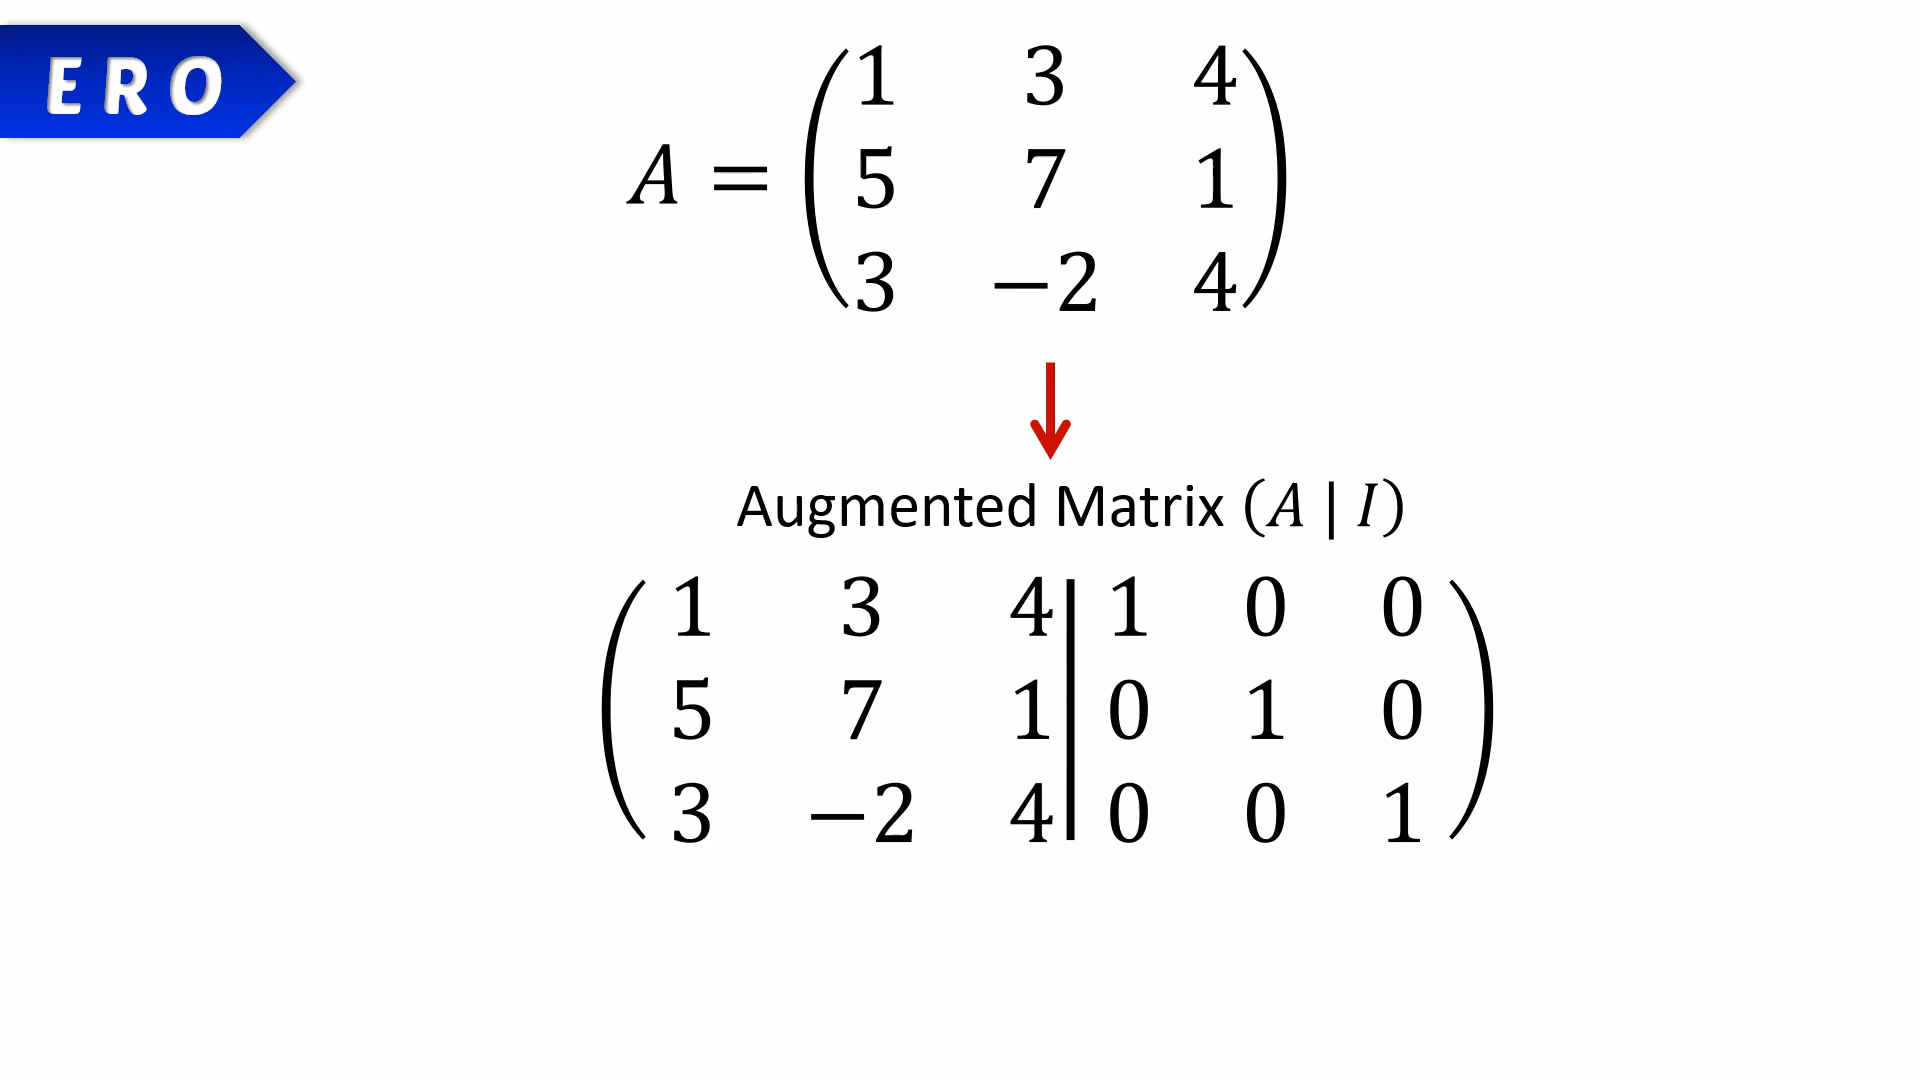 E R O
1 3 4
A = 5 7 1
3 −2 4
Augmented Matrix (A | I)
1 3 4 | 1 0 0
5 7 1 | 0 1 0
3 −2 4 | 0 0 1